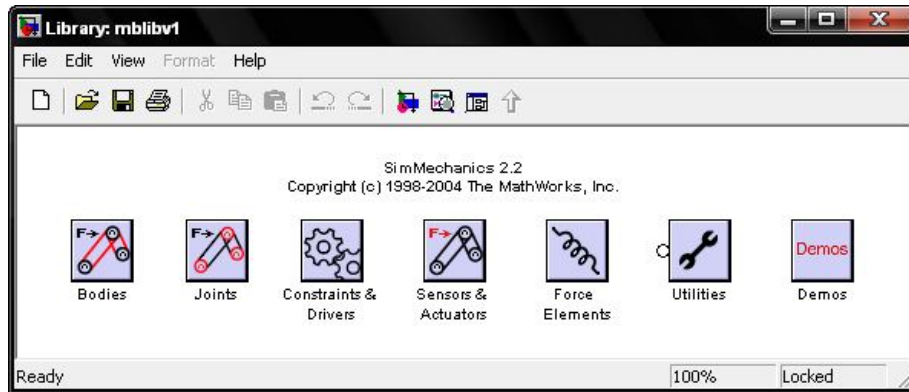 Library: mblibv1
File Edit View Format Help
SimMechanics 2.2
Copyright (c) 1998-2004 The MathWorks, Inc.
F→ F→ F→ Demos
Bodies Joints Constraints & Sensors & Force Utilities Demos
Drivers Actuators Elements
Ready 100% Locked